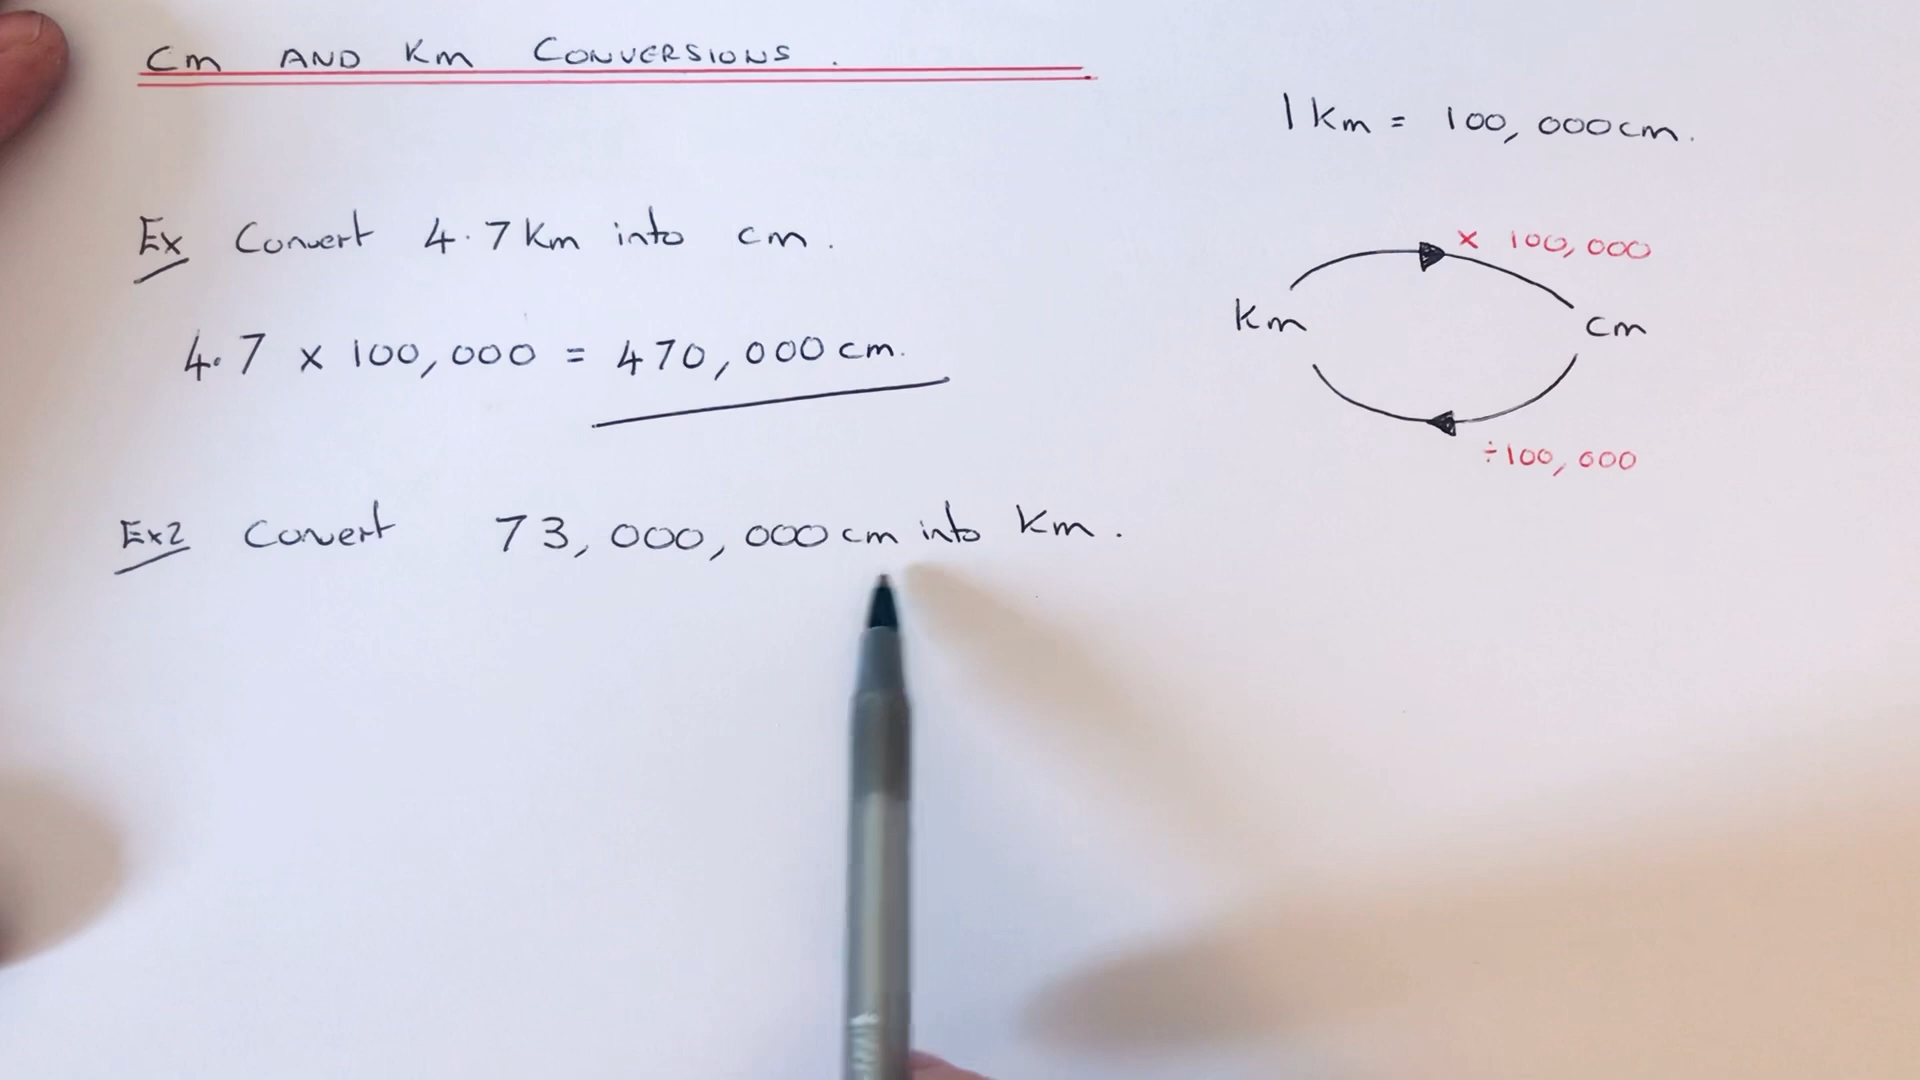 Cm AND Km CONVERSIONS.
1 km = 100,000 cm.
Ex Convert 4.7 Km into cm.
× 100,000
Km cm
4.7 × 100,000 = 470,000 cm.
÷100,000
Ex2 Convert 73,000,000 cm into Km.